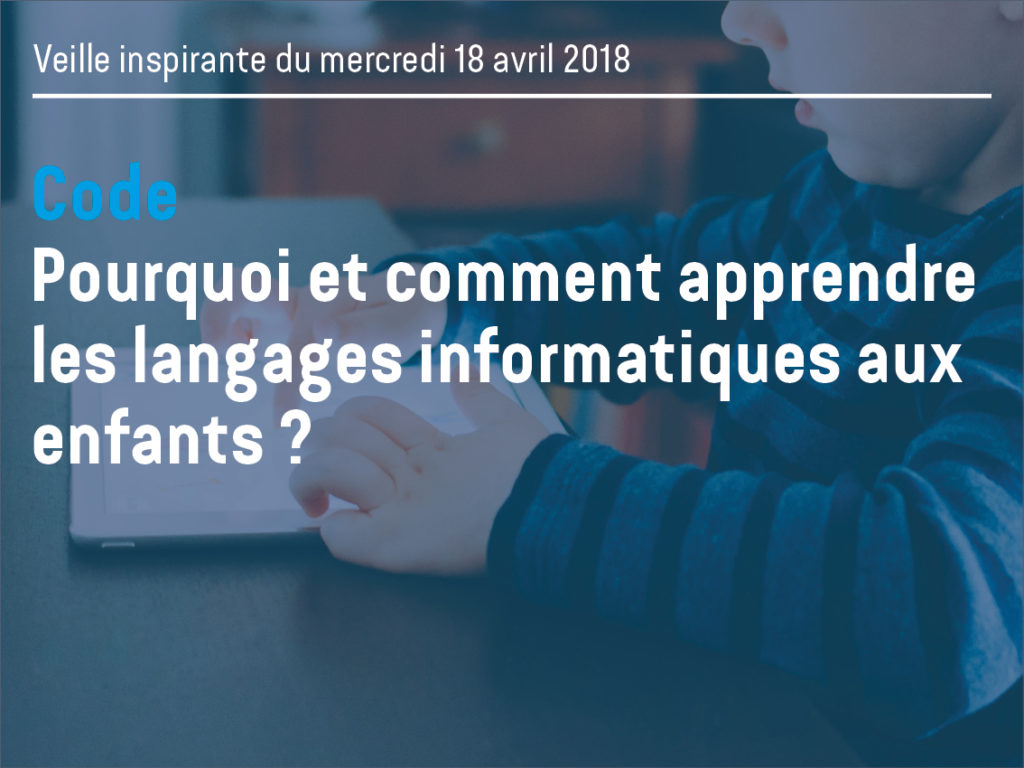 Veille inspirante du mercredi 18 avril 2018
Code
Pourquoi et comment apprendre
les langages informatiques aux
enfants ?